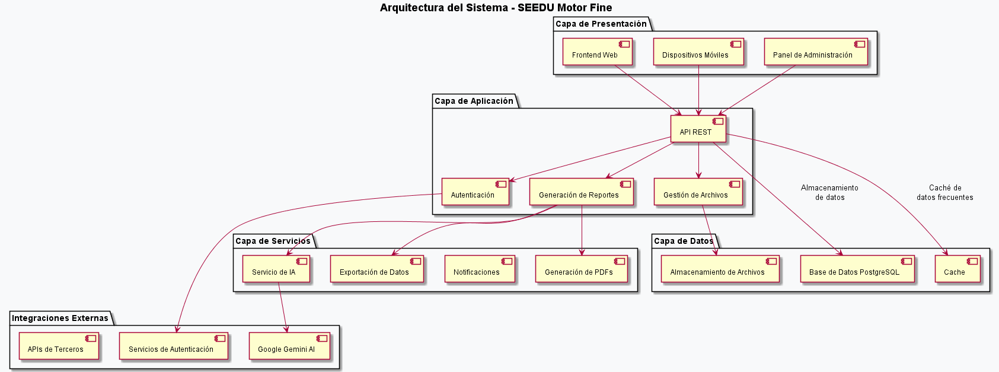 Arquitectura del Sistema - SEEDU Motor Fine
Capa de Presentación
Frontend Web
Dispositivos Móviles
Panel de Administración
Capa de Aplicación
API REST
Autenticación
Generación de Reportes
Gestión de Archivos
Almacenamiento
de datos
Caché de
datos frecuentes
Capa de Servicios
Servicio de IA
Exportación de Datos
Notificaciones
Generación de PDFs
Capa de Datos
Almacenamiento de Archivos
Base de Datos PostgreSQL
Cache
Integraciones Externas
APIs de Terceros
Servicios de Autenticación
Google Gemini AI